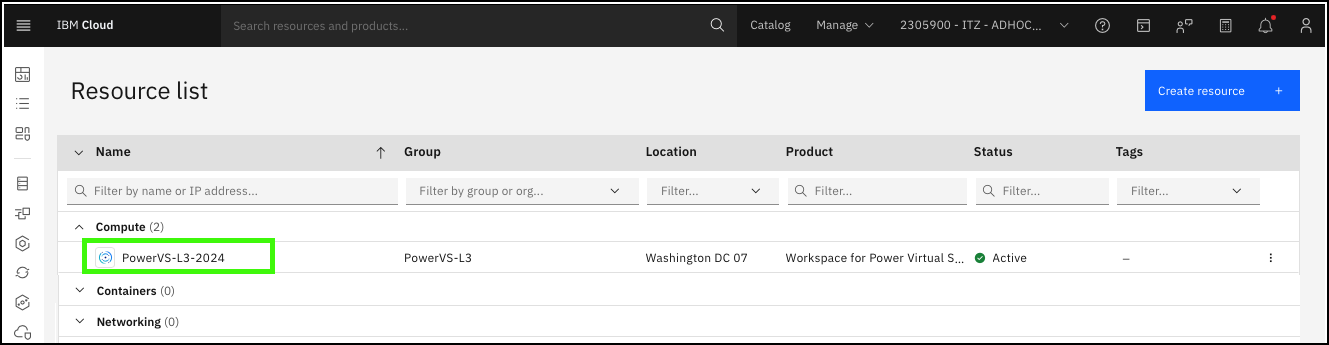 IBM Cloud
Search resources and products...
Catalog
Manage
2305900 - ITZ - ADHOC...
Resource list
Create resource +
Name Group Location Product Status Tags
Filter by name or IP address... Filter by group or org... Filter... Filter... Filter... Filter...
Compute (2)
PowerVS-L3-2024 PowerVS-L3 Washington DC 07 Workspace for Power Virtual S... Active –
Containers (0)
Networking (0)